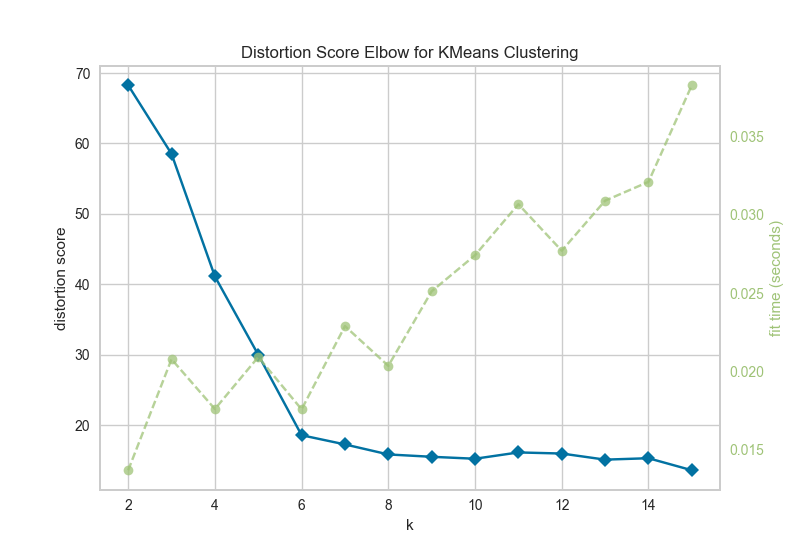 Distortion Score Elbow for KMeans Clustering
70
60
50
40
30
20
distortion score
0.035
0.030
0.025
0.020
0.015
fit time (seconds)
2 4 6 8 10 12 14
k